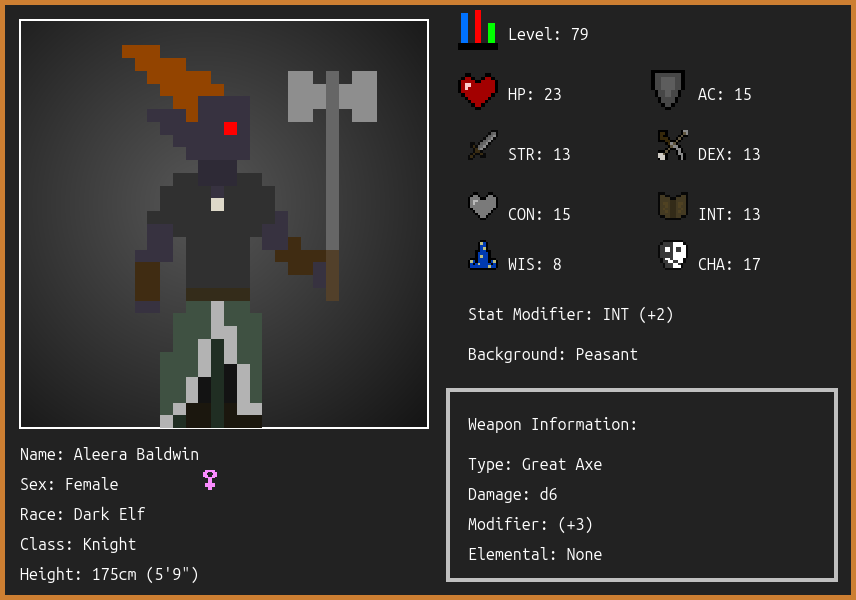 Level: 79
HP: 23
AC: 15
STR: 13
DEX: 13
CON: 15
INT: 13
WIS: 8
CHA: 17
Stat Modifier: INT (+2)
Background: Peasant
Weapon Information:
Type: Great Axe
Damage: d6
Modifier: (+3)
Elemental: None
Name: Aleera Baldwin
Sex: Female
Race: Dark Elf
Class: Knight
Height: 175cm (5'9")